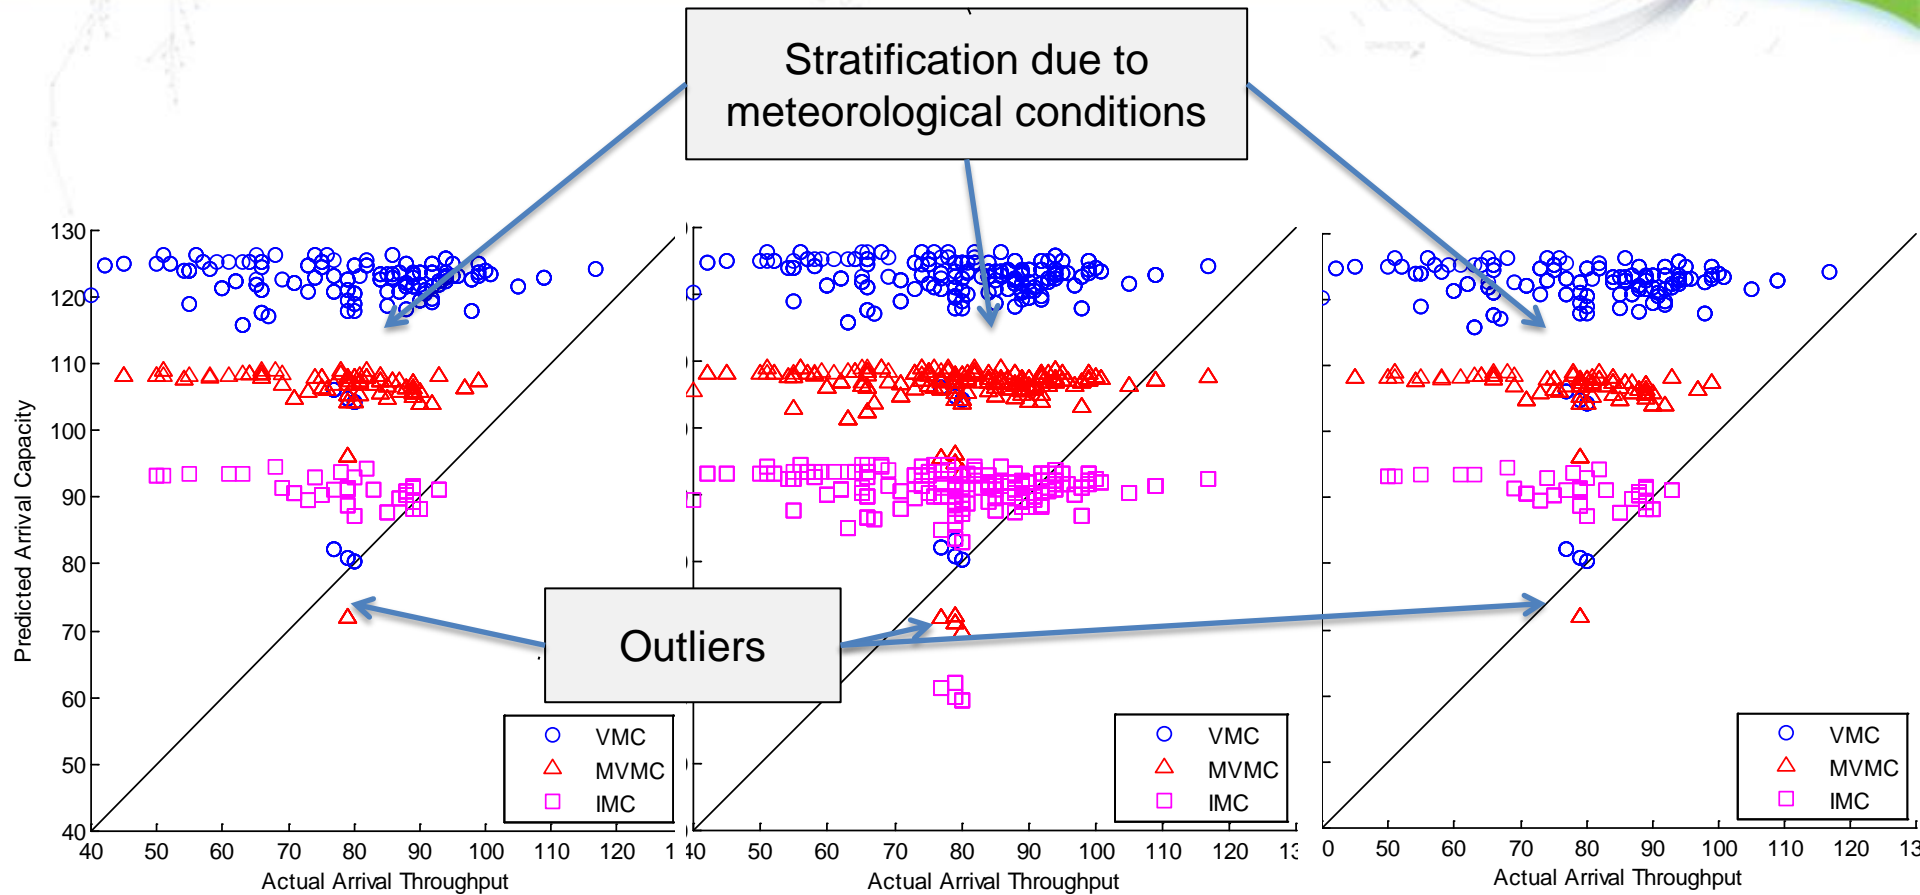 Stratification due to
meteorological conditions
130
120
110
100
90
80
70
60
50
40
Predicted Arrival Capacity
Outliers
VMC
MVMC
IMC
VMC
MVMC
IMC
VMC
MVMC
IMC
40 50 60 70 80 90 100 110 120
40 50 60 70 80 90 100 110 120
0 50 60 70 80 90 100 110 120 13
Actual Arrival Throughput
Actual Arrival Throughput
Actual Arrival Throughput